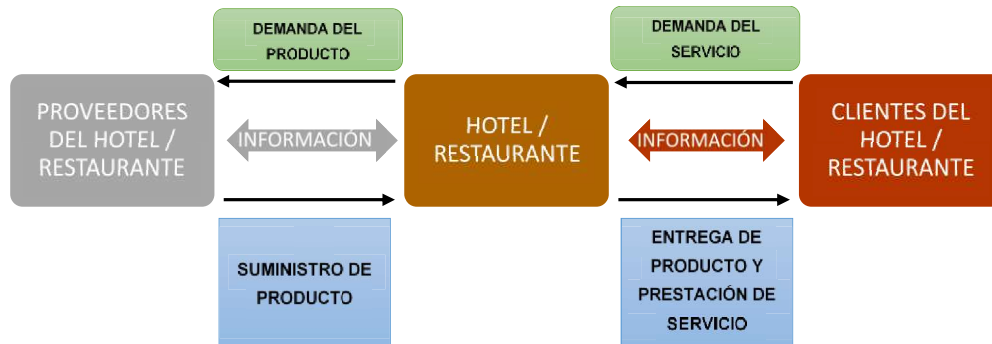 DEMANDA DEL
PRODUCTO
DEMANDA DEL
SERVICIO
PROVEEDORES
DEL HOTEL /
RESTAURANTE
INFORMACIÓN
HOTEL /
RESTAURANTE
INFORMACIÓN
CLIENTES DEL
HOTEL /
RESTAURANTE
SUMINISTRO DE
PRODUCTO
ENTREGA DE
PRODUCTO Y
PRESTACIÓN DE
SERVICIO